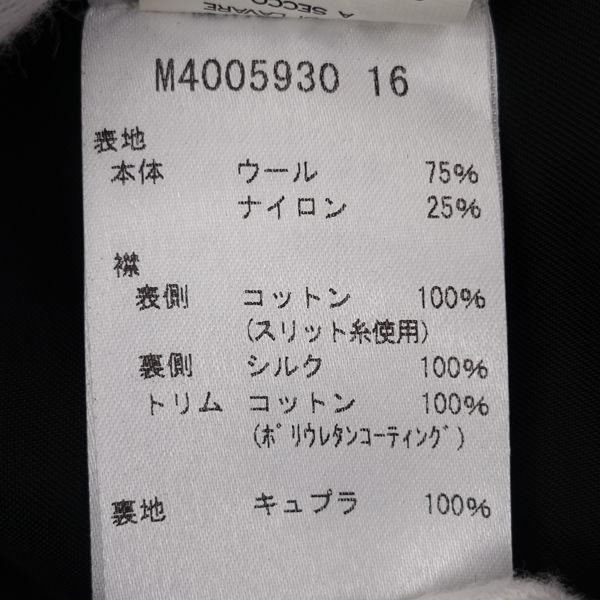 LAVARE
A SECCO
M4005930 16
表地
本体 ウール 75%
ナイロン 25%
襟
表側 コットン 100%
(スリット糸使用)
裏側 シルク 100%
トリム コットン 100%
(ﾎﾟﾘウレタンコーティング)
裏地 キュプラ 100%